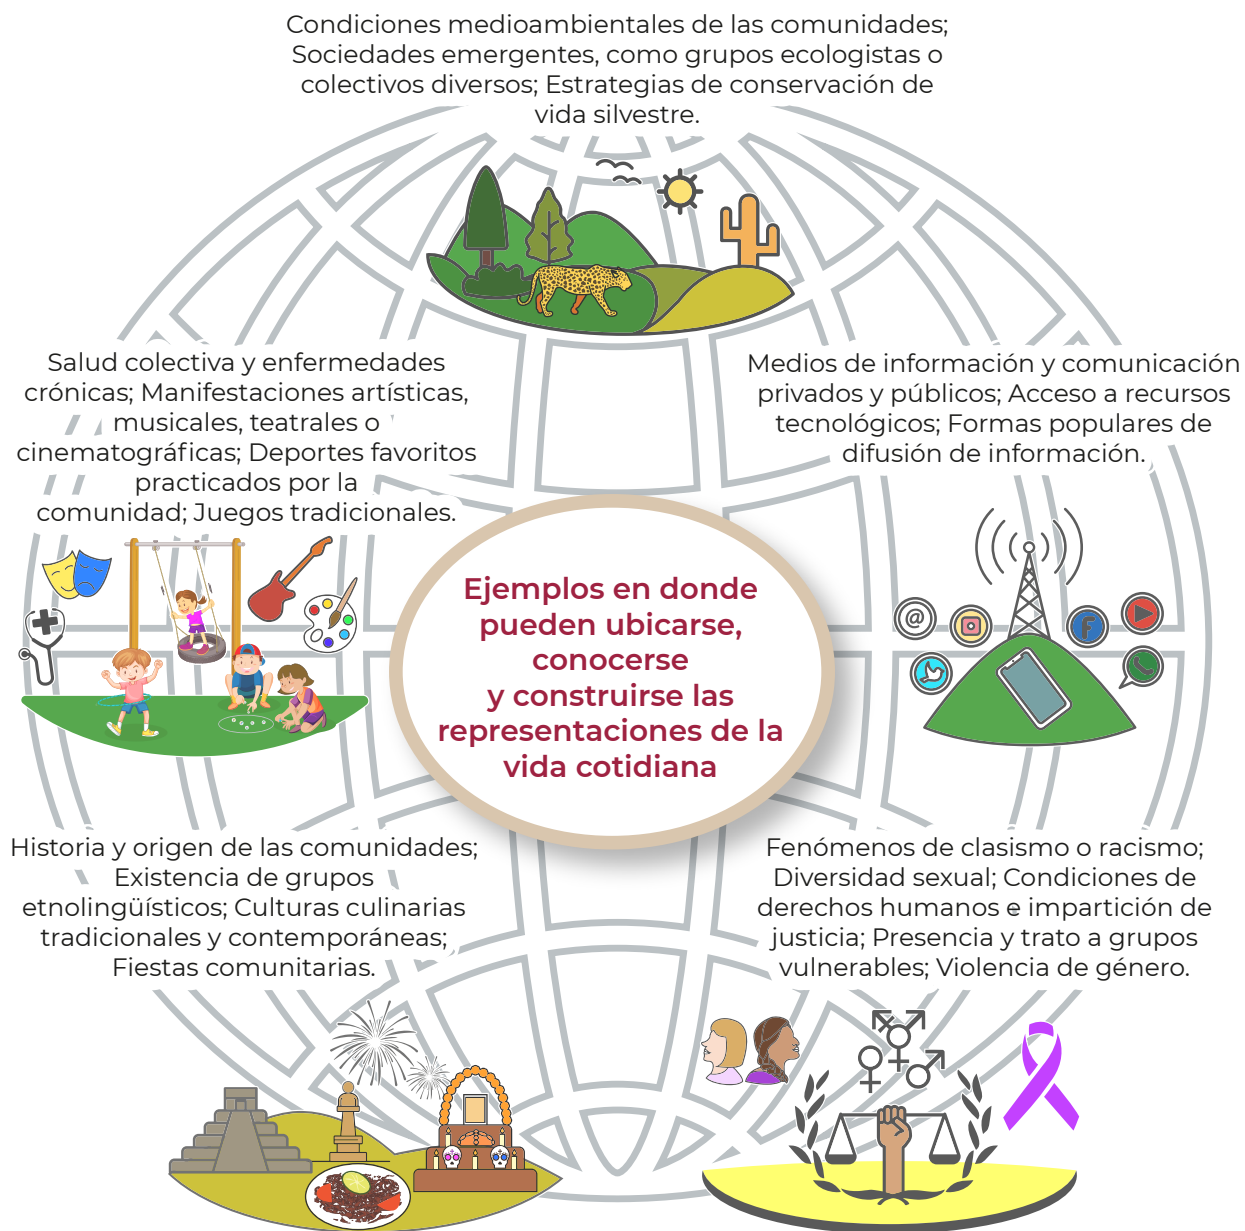 Condiciones medioambientales de las comunidades;
Sociedades emergentes, como grupos ecologistas o
colectivos diversos; Estrategias de conservación de
vida silvestre.
Salud colectiva y enfermedades
crónicas; Manifestaciones artísticas,
musicales, teatrales o
cinematográficas; Deportes favoritos
practicados por la
comunidad; Juegos tradicionales.
Medios de información y comunicación
privados y públicos; Acceso a recursos
tecnológicos; Formas populares de
difusión de información.
Ejemplos en donde
pueden ubicarse,
conocerse
y construirse las
representaciones de la
vida cotidiana
@
f
Historia y origen de las comunidades;
Existencia de grupos
etnolingüísticos; Culturas culinarias
tradicionales y contemporáneas;
Fiestas comunitarias.
Fenómenos de clasismo o racismo;
Diversidad sexual; Condiciones de
derechos humanos e impartición de
justicia; Presencia y trato a grupos
vulnerables; Violencia de género.